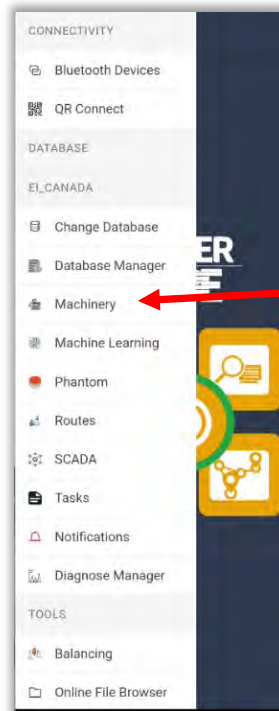 CONNECTIVITY
Bluetooth Devices
QR Connect
DATABASE
EI_CANADA
Change Database
Database Manager
ER
Machinery
Machine Learning
Phantom
Routes
SCADA
Tasks
Notifications
Diagnose Manager
TOOLS
Balancing
Online File Browser